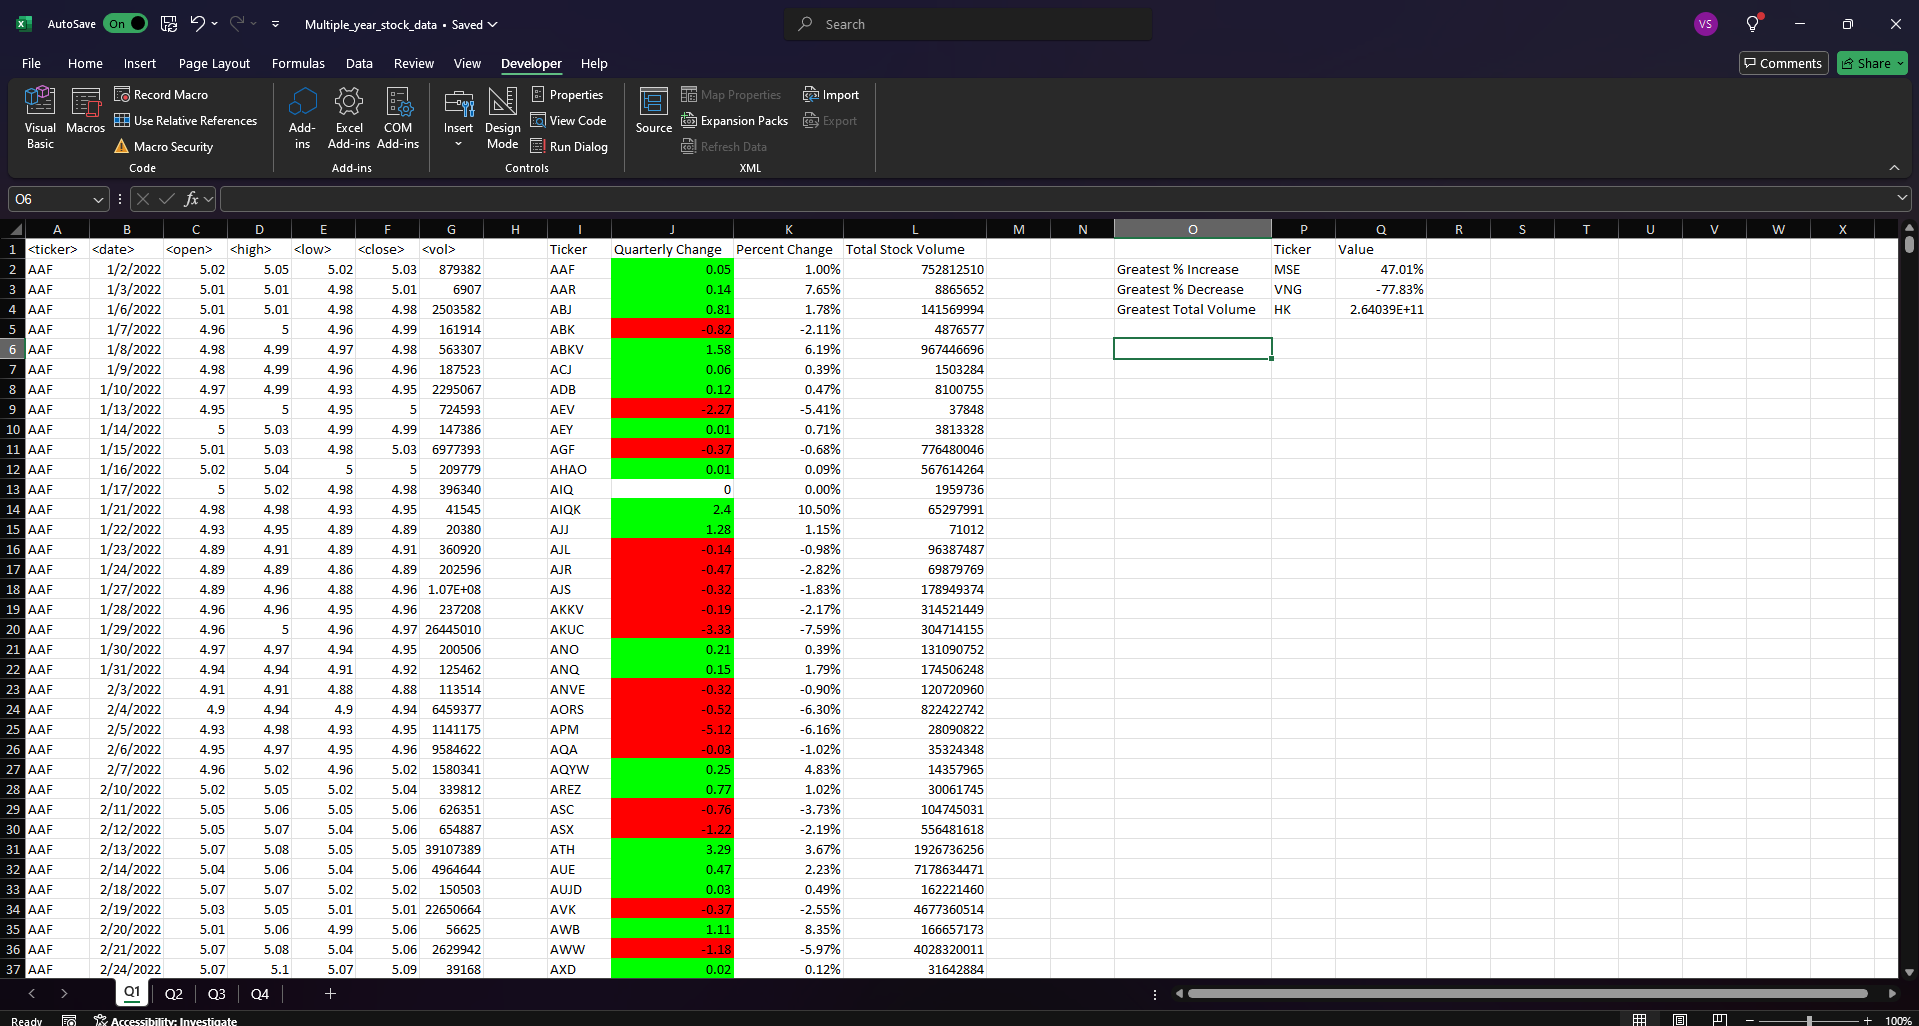 AutoSave On Multiple_year_stock_data • Saved Search VS
File Home Insert Page Layout Formulas Data Review View Developer Help Comments Share
Visual Basic Macros Record Macro Use Relative References Macro Security Code
Add-ins Excel Add-ins COM Add-ins Add-ins
Insert Design Mode Properties View Code Run Dialog Controls
Source Map Properties Expansion Packs Refresh Data Import Export XML
O6 fx
A B C D E F G H I J K L M N O P Q R S T U V W X
1 <ticker> <date> <open> <high> <low> <close> <vol> Ticker Quarterly Change Percent Change Total Stock Volume Ticker Value
2 AAF 1/2/2022 5.02 5.05 5.02 5.03 879382 AAF 0.05 1.00% 752812510 Greatest % Increase MSE 47.01%
3 AAF 1/3/2022 5.01 5.01 4.98 5.01 6907 AAR 0.14 7.65% 8865652 Greatest % Decrease VNG -77.83%
4 AAF 1/6/2022 5.01 5.01 4.98 4.98 2503582 ABJ 0.81 1.78% 141569994 Greatest Total Volume HK 2.64039E+11
5 AAF 1/7/2022 4.96 5 4.96 4.99 161914 ABK -0.82 -2.11% 4876577
6 AAF 1/8/2022 4.98 4.99 4.97 4.98 563307 ABKV 1.58 6.19% 967446696
7 AAF 1/9/2022 4.98 4.99 4.96 4.96 187523 ACJ 0.06 0.39% 1503284
8 AAF 1/10/2022 4.97 4.99 4.93 4.95 2295067 ADB 0.12 0.47% 8100755
9 AAF 1/13/2022 4.95 5 4.95 5 724593 AEV -2.27 -5.41% 37848
10 AAF 1/14/2022 5 5.03 4.99 4.99 147386 AEY 0.01 0.71% 3813328
11 AAF 1/15/2022 5.01 5.03 4.98 5.03 6977393 AGF -0.37 -0.68% 776480046
12 AAF 1/16/2022 5.02 5.04 5 5 209779 AHAO 0.01 0.09% 567614264
13 AAF 1/17/2022 5 5.02 4.98 4.98 396340 AIQ 0 0.00% 1959736
14 AAF 1/21/2022 4.98 4.98 4.93 4.95 41545 AIQK 2.4 10.50% 65297991
15 AAF 1/22/2022 4.93 4.95 4.89 4.89 20380 AJJ 1.28 1.15% 71012
16 AAF 1/23/2022 4.89 4.91 4.89 4.91 360920 AJL -0.14 -0.98% 96387487
17 AAF 1/24/2022 4.89 4.89 4.86 4.89 202596 AJR -0.47 -2.82% 69879769
18 AAF 1/27/2022 4.89 4.96 4.88 4.96 1.07E+08 AJS -0.32 -1.83% 178949374
19 AAF 1/28/2022 4.96 4.96 4.95 4.96 237208 AKKV -0.19 -2.17% 314521449
20 AAF 1/29/2022 4.96 5 4.96 4.97 26445010 AKUC -3.33 -7.59% 304714155
21 AAF 1/30/2022 4.97 4.97 4.94 4.95 200506 ANO 0.21 0.39% 131090752
22 AAF 1/31/2022 4.94 4.94 4.91 4.92 125462 ANQ 0.15 1.79% 174506248
23 AAF 2/3/2022 4.91 4.91 4.88 4.88 113514 ANVE -0.32 -0.90% 120720960
24 AAF 2/4/2022 4.9 4.94 4.9 4.94 6459377 AORS -0.52 -6.30% 822422742
25 AAF 2/5/2022 4.93 4.98 4.93 4.95 1141175 APM -5.12 -6.16% 28090822
26 AAF 2/6/2022 4.95 4.97 4.95 4.96 9584622 AQA -0.03 -1.02% 35324348
27 AAF 2/7/2022 4.96 5.02 4.96 5.02 1580341 AQYW 0.25 4.83% 14357965
28 AAF 2/10/2022 5.02 5.05 5.02 5.04 339812 AREZ 0.77 1.02% 30061745
29 AAF 2/11/2022 5.05 5.06 5.05 5.06 626351 ASC -0.76 -3.73% 104745031
30 AAF 2/12/2022 5.05 5.07 5.04 5.06 654887 ASX -1.22 -2.19% 556481618
31 AAF 2/13/2022 5.07 5.08 5.05 5.05 39107389 ATH 3.29 3.67% 1926736256
32 AAF 2/14/2022 5.04 5.06 5.04 5.06 4964644 AUE 0.47 2.23% 7178634471
33 AAF 2/18/2022 5.07 5.07 5.02 5.02 150503 AUJD 0.03 0.49% 162221460
34 AAF 2/19/2022 5.03 5.05 5.01 5.01 22650664 AVK -0.37 -2.55% 4677360514
35 AAF 2/20/2022 5.01 5.06 4.99 5.06 56625 AWB 1.11 8.35% 166657173
36 AAF 2/21/2022 5.07 5.08 5.04 5.06 2629942 AWW -1.18 -5.97% 4028320011
37 AAF 2/24/2022 5.07 5.1 5.07 5.09 39168 AXD 0.02 0.12% 31642884
Q1 Q2 Q3 Q4
Ready Accessibility: Investigate 100%